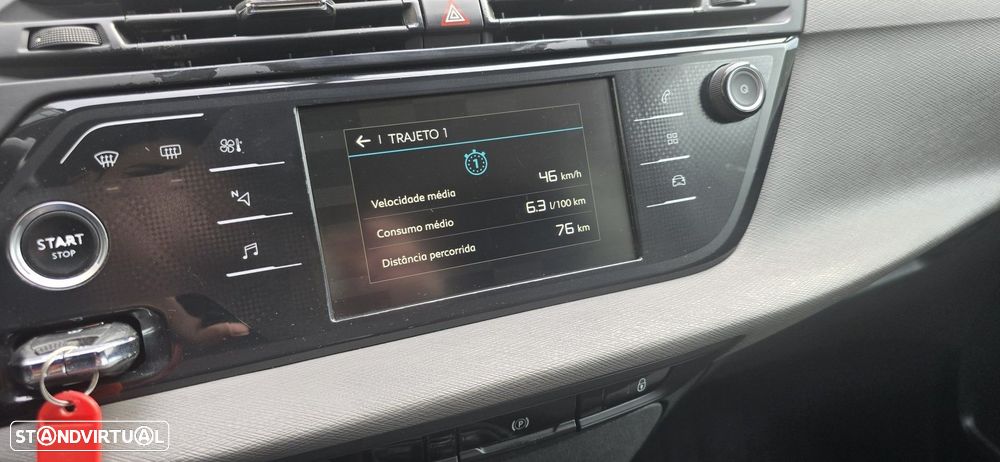 ← I TRAJETO 1
1
Velocidade média 46 km/h
Consumo médio 6.3 l/100 km
Distância percorrida 76 km
START
STOP
N
(P)
STANDVIRTUAL